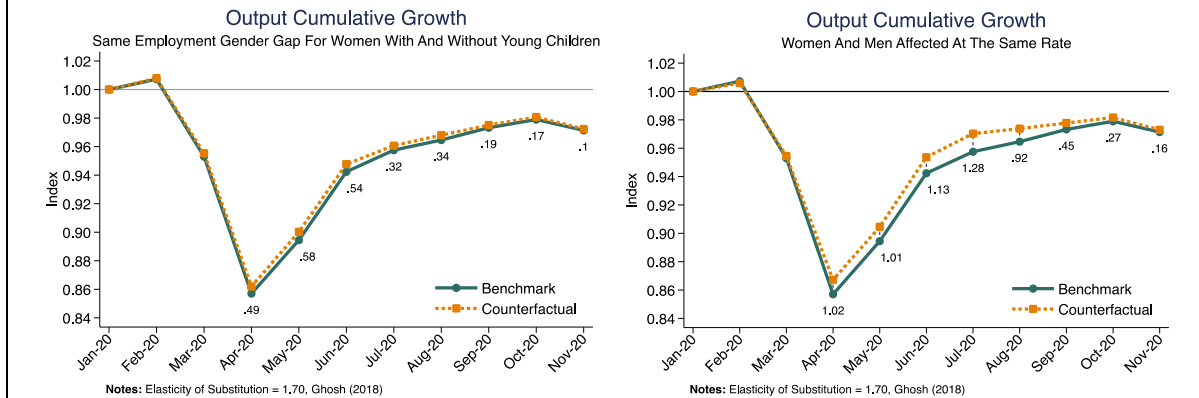 Output Cumulative Growth
Same Employment Gender Gap For Women With And Without Young Children
Index
1.02
1.00
0.98
0.96
0.94
0.92
0.90
0.88
0.86
0.84
.49
.58
.54
.32
.34
.19
.17
.1
Benchmark
Counterfactual
Jan-20
Feb-20
Mar-20
Apr-20
May-20
Jun-20
Jul-20
Aug-20
Sep-20
Oct-20
Nov-20
Notes: Elasticity of Substitution = 1.70, Ghosh (2018)
Output Cumulative Growth
Women And Men Affected At The Same Rate
Index
1.02
1.00
0.98
0.96
0.94
0.92
0.90
0.88
0.86
0.84
1.02
1.01
1.13
1.28
.92
.45
.27
.16
Benchmark
Counterfactual
Jan-20
Feb-20
Mar-20
Apr-20
May-20
Jun-20
Jul-20
Aug-20
Sep-20
Oct-20
Nov-20
Notes: Elasticity of Substitution = 1.70, Ghosh (2018)